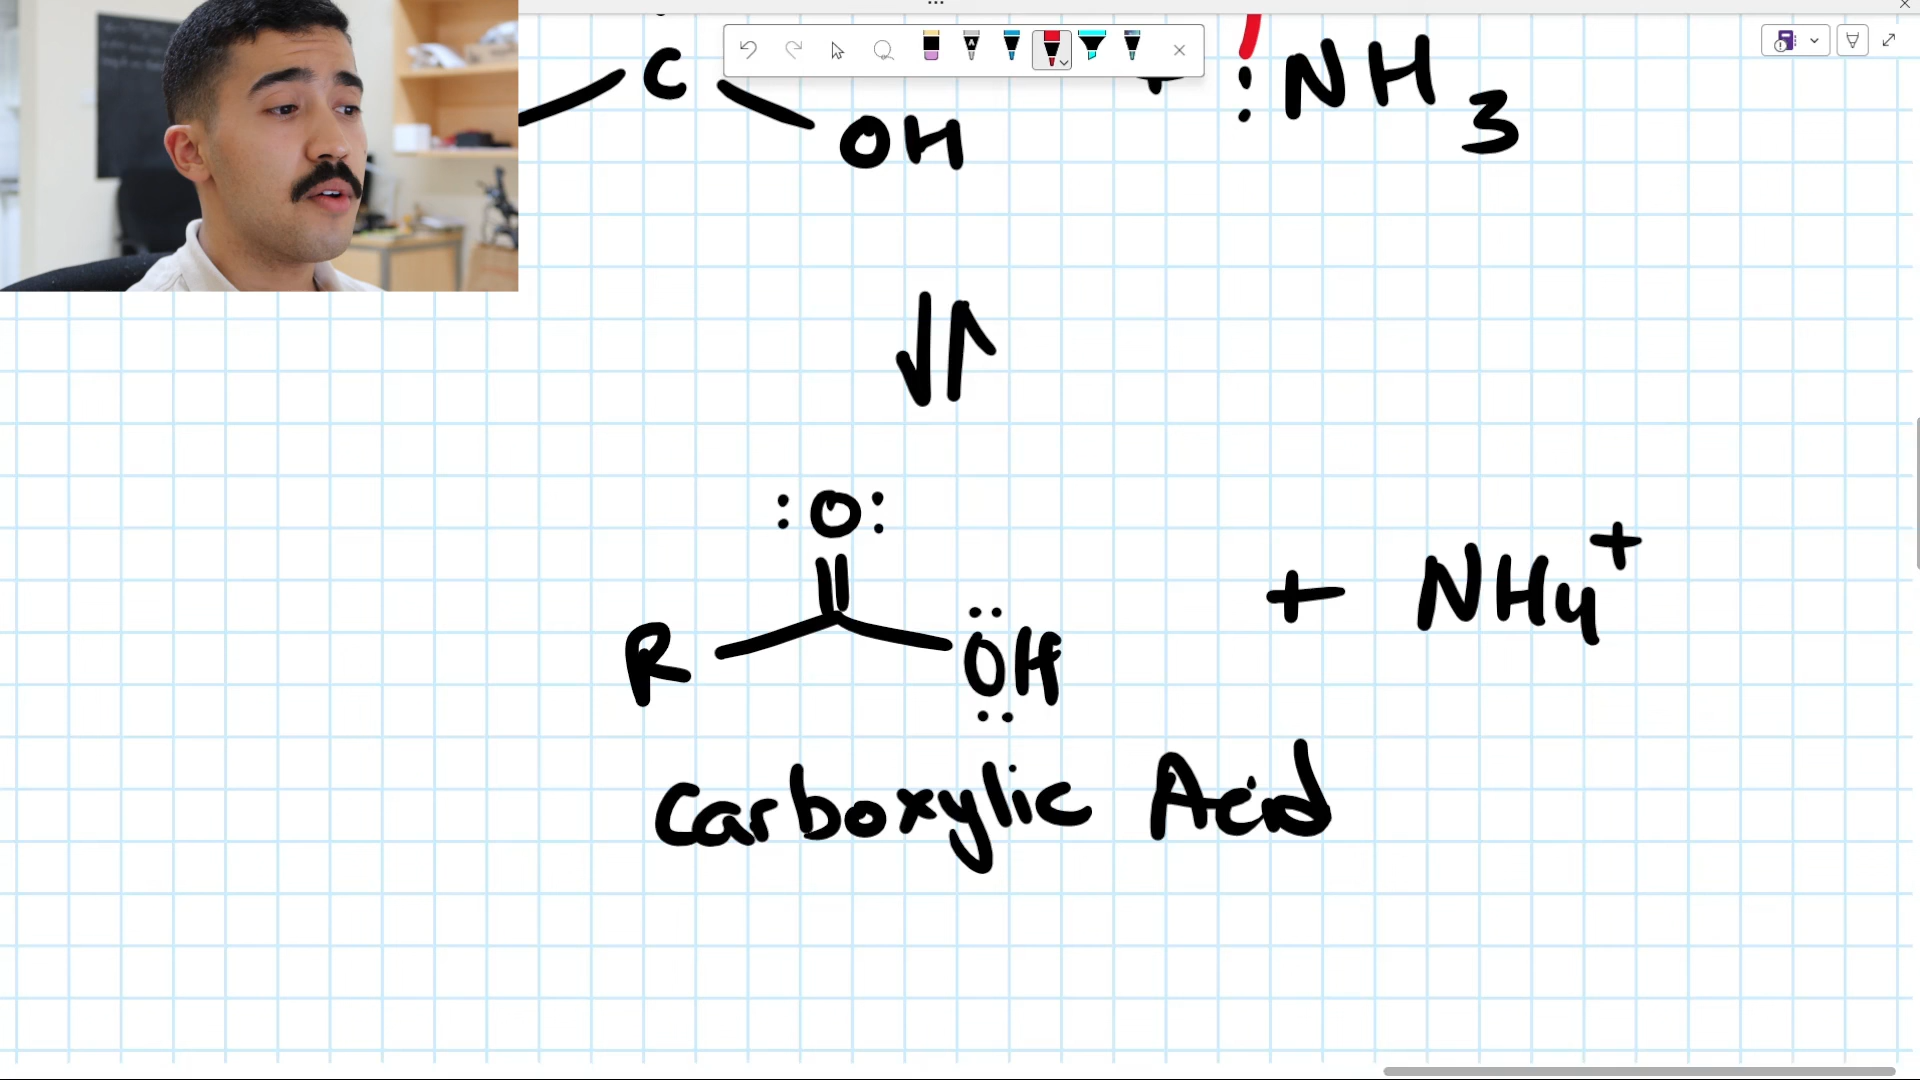 C + :NH3
OH
:O:
R OH + NH4+
Carboxylic Acid